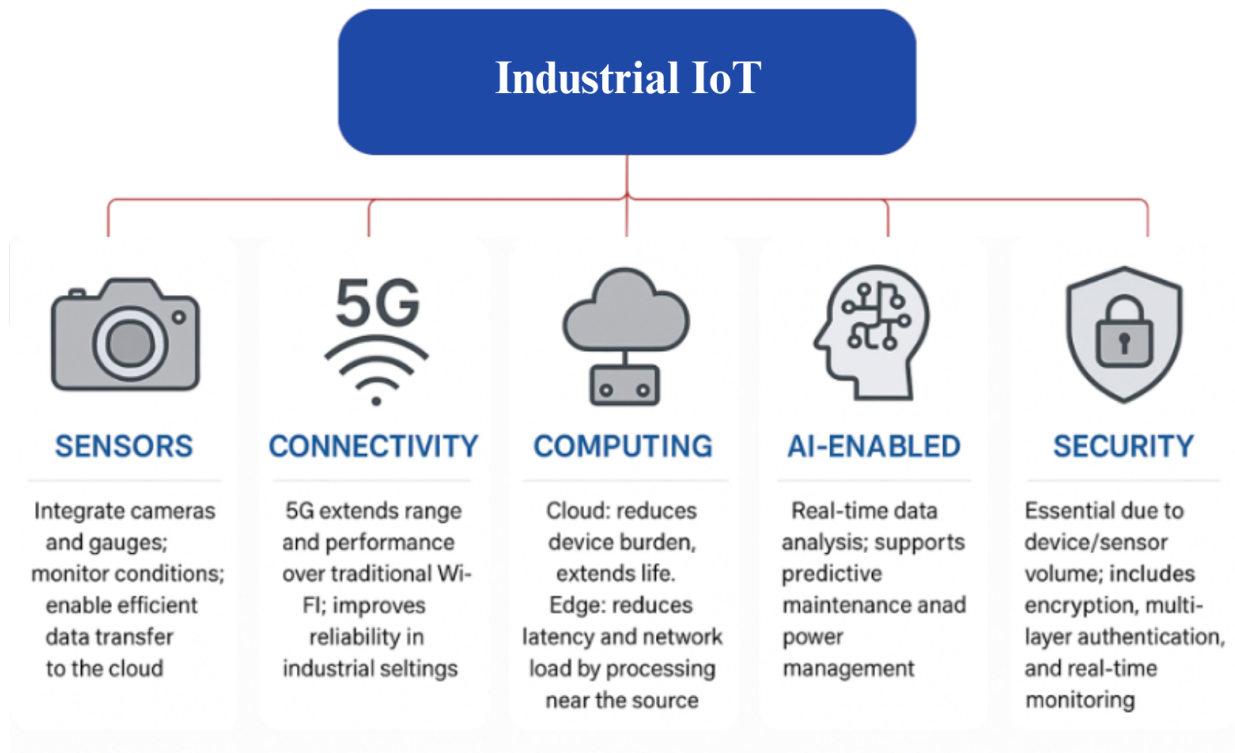 Industrial IoT
5G
SENSORS
Integrate cameras
and gauges;
monitor conditions;
enable efficient
data transfer
to the cloud
CONNECTIVITY
5G extends range
and performance
over traditional Wi-
FI; improves
reliability in
industrial seltings
COMPUTING
Cloud: reduces
device burden,
extends life.
Edge: reduces
latency and network
load by processing
near the source
AI-ENABLED
Real-time data
analysis; supports
predictive
maintenance anad
power
management
SECURITY
Essential due to
device/sensor
volume; includes
encryption, multi-
layer authentication,
and real-time
monitoring